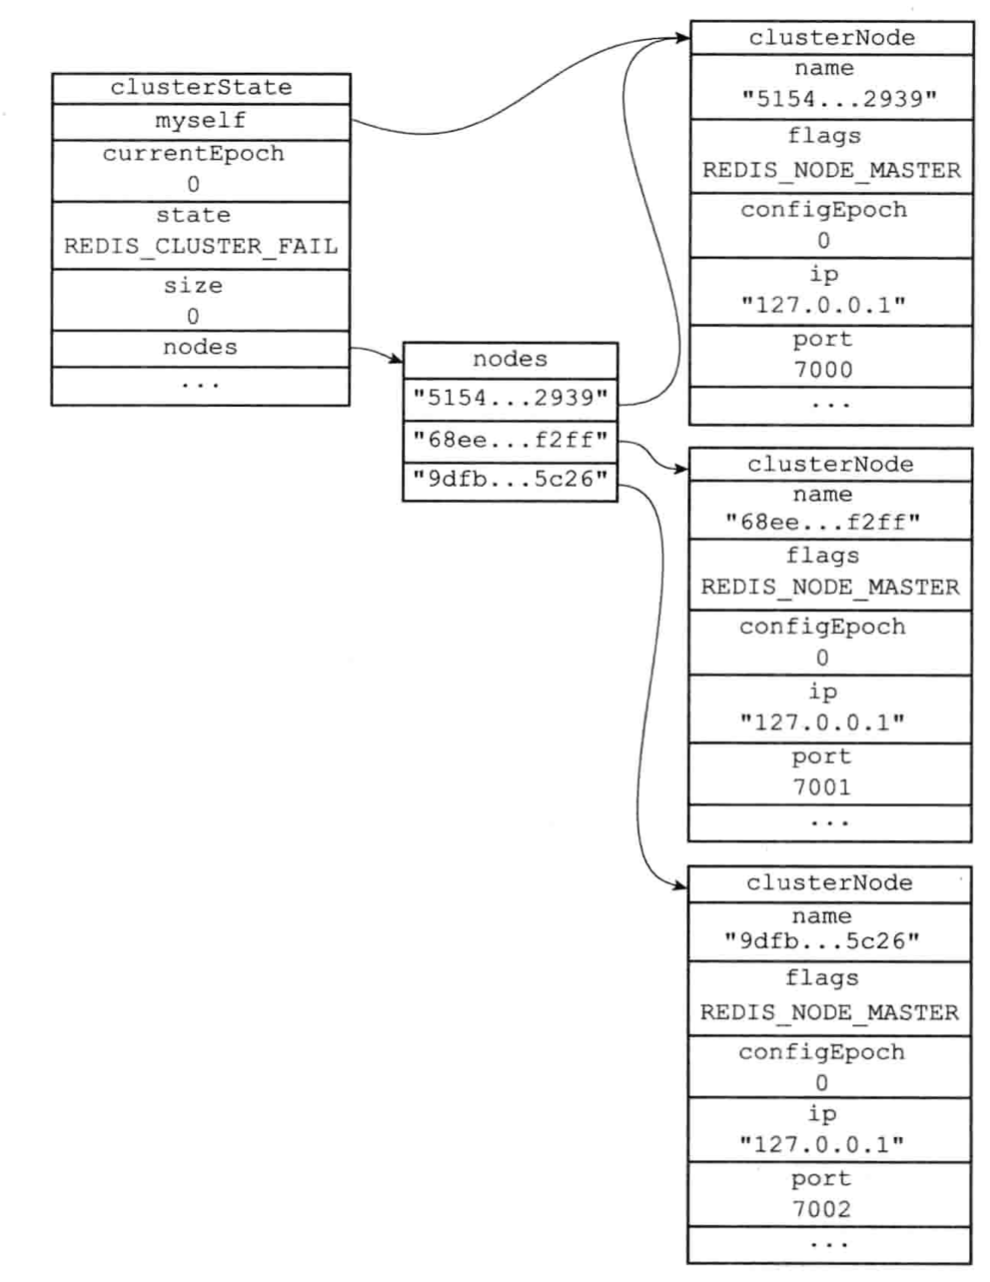 clusterState
myself
currentEpoch
0
state
REDIS_CLUSTER_FAIL
size
0
nodes
...
nodes
"5154...2939"
"68ee...f2ff"
"9dfb...5c26"
clusterNode
name
"5154...2939"
flags
REDIS_NODE_MASTER
configEpoch
0
ip
"127.0.0.1"
port
7000
...
clusterNode
name
"68ee...f2ff"
flags
REDIS_NODE_MASTER
configEpoch
0
ip
"127.0.0.1"
port
7001
...
clusterNode
name
"9dfb...5c26"
flags
REDIS_NODE_MASTER
configEpoch
0
ip
"127.0.0.1"
port
7002
...